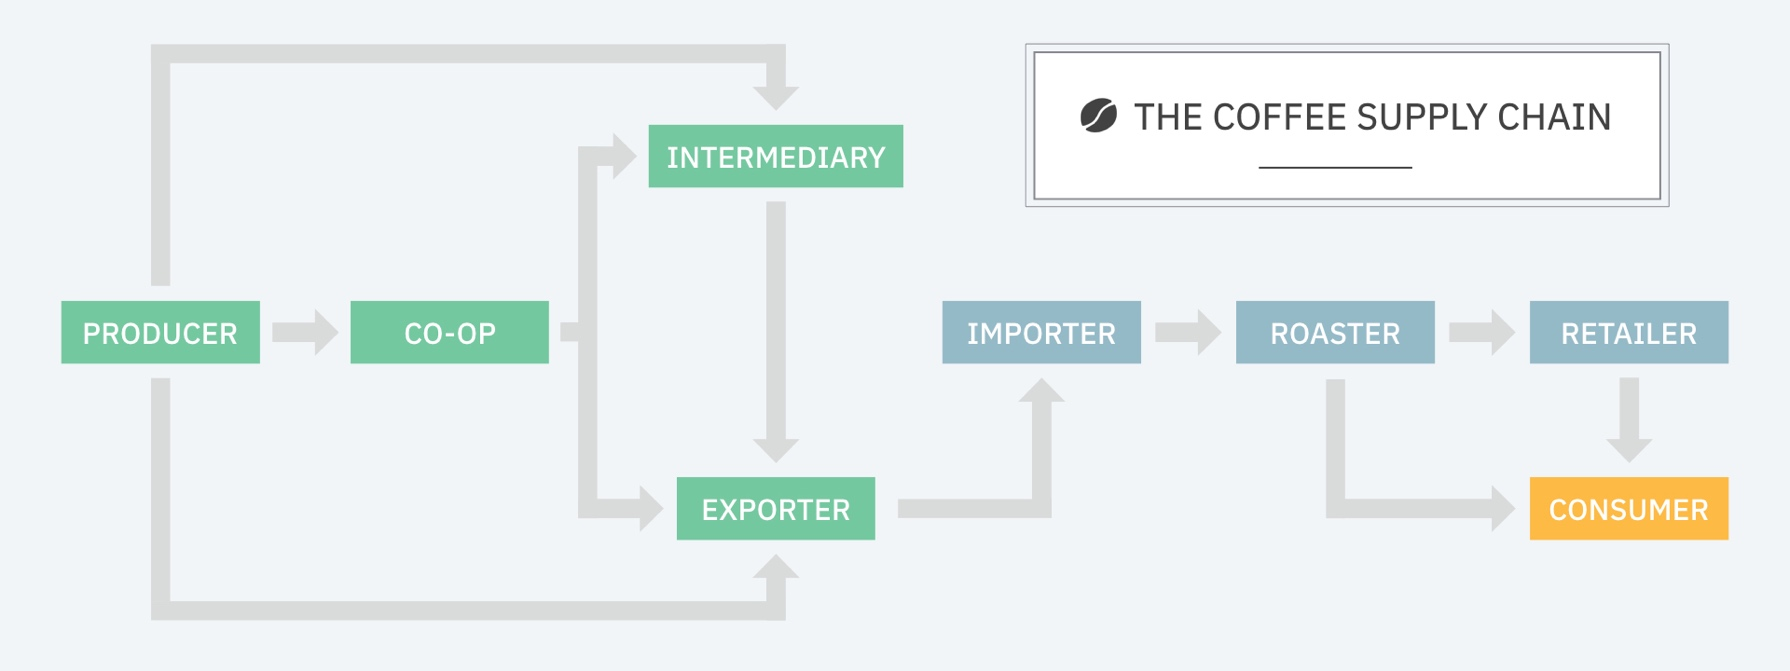 THE COFFEE SUPPLY CHAIN
INTERMEDIARY
PRODUCER
CO-OP
IMPORTER
ROASTER
RETAILER
EXPORTER
CONSUMER